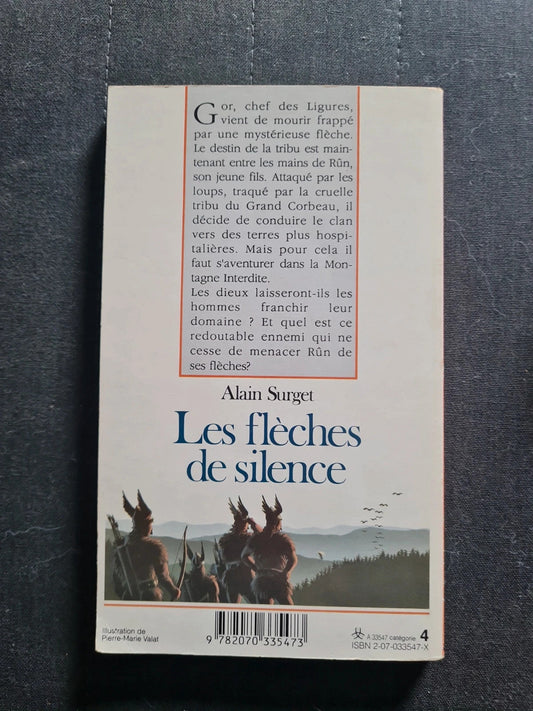 Gor, chef des Ligures,
vient de mourir frappé
par une mystérieuse flèche.
Le destin de la tribu est main-
tenant entre les mains de Rûn,
son jeune fils. Attaqué par les
loups, traqué par la cruelle
tribu du Grand Corbeau, il
décide de conduire le clan
vers des terres plus hospi-
talières. Mais pour cela il
faut s'aventurer dans la Mon-
tagne Interdite.
Les dieux laisseront-ils les
hommes franchir leur
domaine ? Et quel est ce
redoutable ennemi qui ne
cesse de menacer Rûn de
ses flèches?
Alain Surget
Les flèches
de silence
Illustration de
Pierre-Marie Valat
9 782070 335473
A 33547 catégorie 4
ISBN 2-07-033547-X